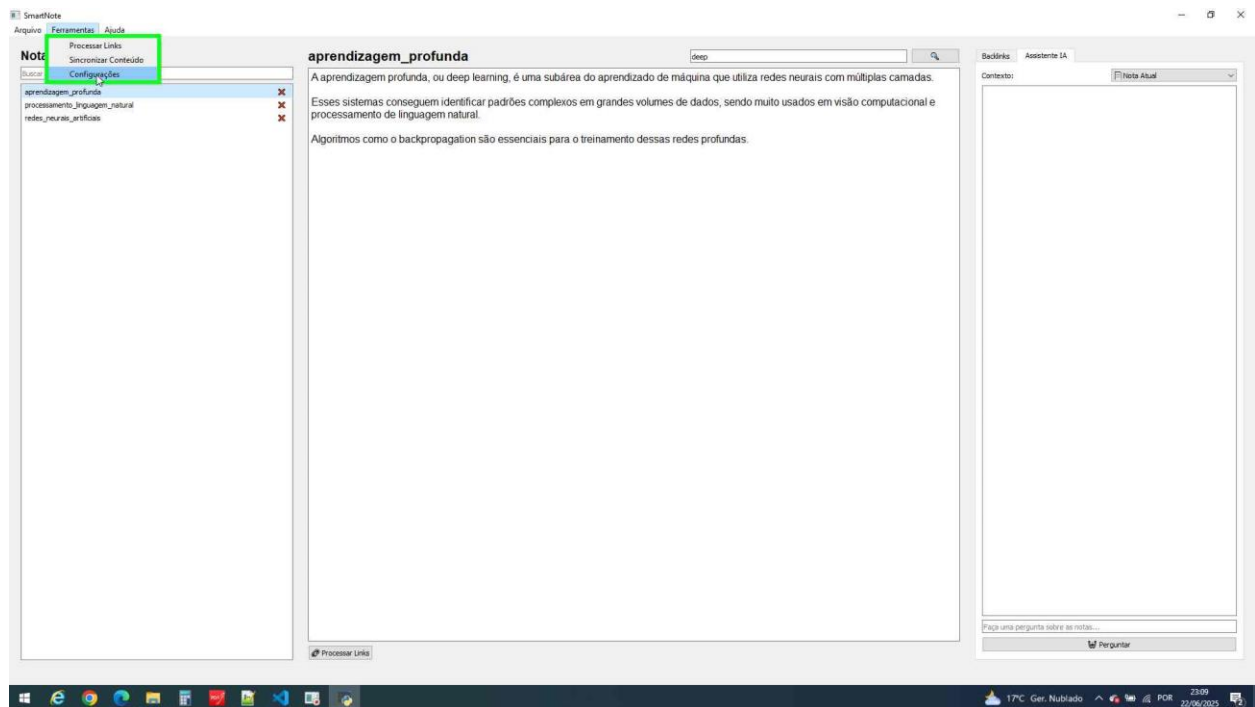 SmartNote
Arquivo Ferramentas Ajuda
Processar Links
Sincronizar Conteúdo
Configurações
Nota
Buscar
aprendizagem_profunda
processamento_linguagem_natural
redes_neurais_artificiais
aprendizagem_profunda
deep
A aprendizagem profunda, ou deep learning, é uma subárea do aprendizado de máquina que utiliza redes neurais com múltiplas camadas.
Esses sistemas conseguem identificar padrões complexos em grandes volumes de dados, sendo muito usados em visão computacional e
processamento de linguagem natural.
Algoritmos como o backpropagation são essenciais para o treinamento dessas redes profundas.
Processar Links
Backlinks Assistente IA
Contexto: Nota Atual
Faça uma pergunta sobre as notas...
Perguntar
17°C Ger. Nublado POR 23:09
22/06/2025